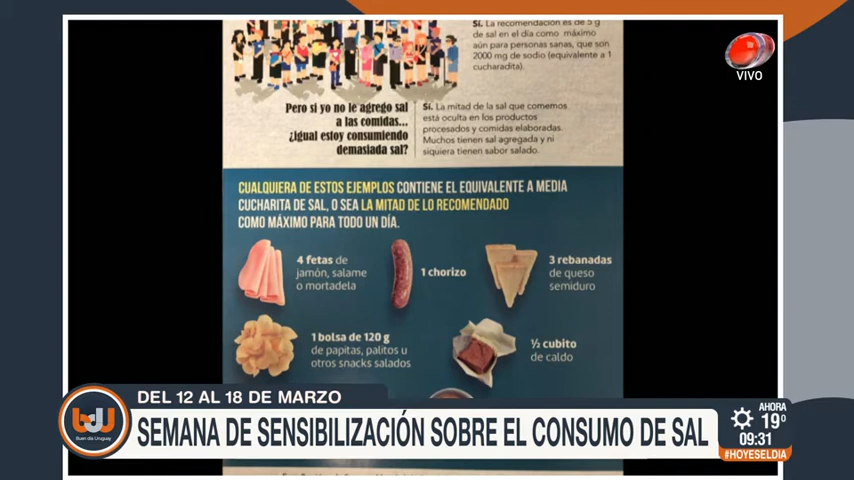 Sí. La recomendación es de 5 g
de sal en el día como máximo
aún para personas sanas, que son
2000 mg de sodio (equivalente a 1
cucharadita).
VIVO
Pero si yo no le agrego sal
a las comidas...
¿Igual estoy consumiendo
demasiada sal?
Sí. La mitad de la sal que comemos
está oculta en los productos
procesados y comidas elaboradas.
Muchos tienen sal agregada y ni
siquiera tienen sabor salado.
CUALQUIERA DE ESTOS EJEMPLOS CONTIENE EL EQUIVALENTE A MEDIA
CUCHARITA DE SAL, O SEA LA MITAD DE LO RECOMENDADO
COMO MÁXIMO PARA TODO UN DÍA.
4 fetas de
jamón, salame
o mortadela
1 chorizo
3 rebanadas
de queso
semiduro
1 bolsa de 120 g
de papitas, palitos u
otros snacks salados
½ cubito
de caldo
DEL 12 AL 18 DE MARZO
SEMANA DE SENSIBILIZACIÓN SOBRE EL CONSUMO DE SAL
bdu
Buen día Uruguay
AHORA
19º
09:31
#HOYESELDIA